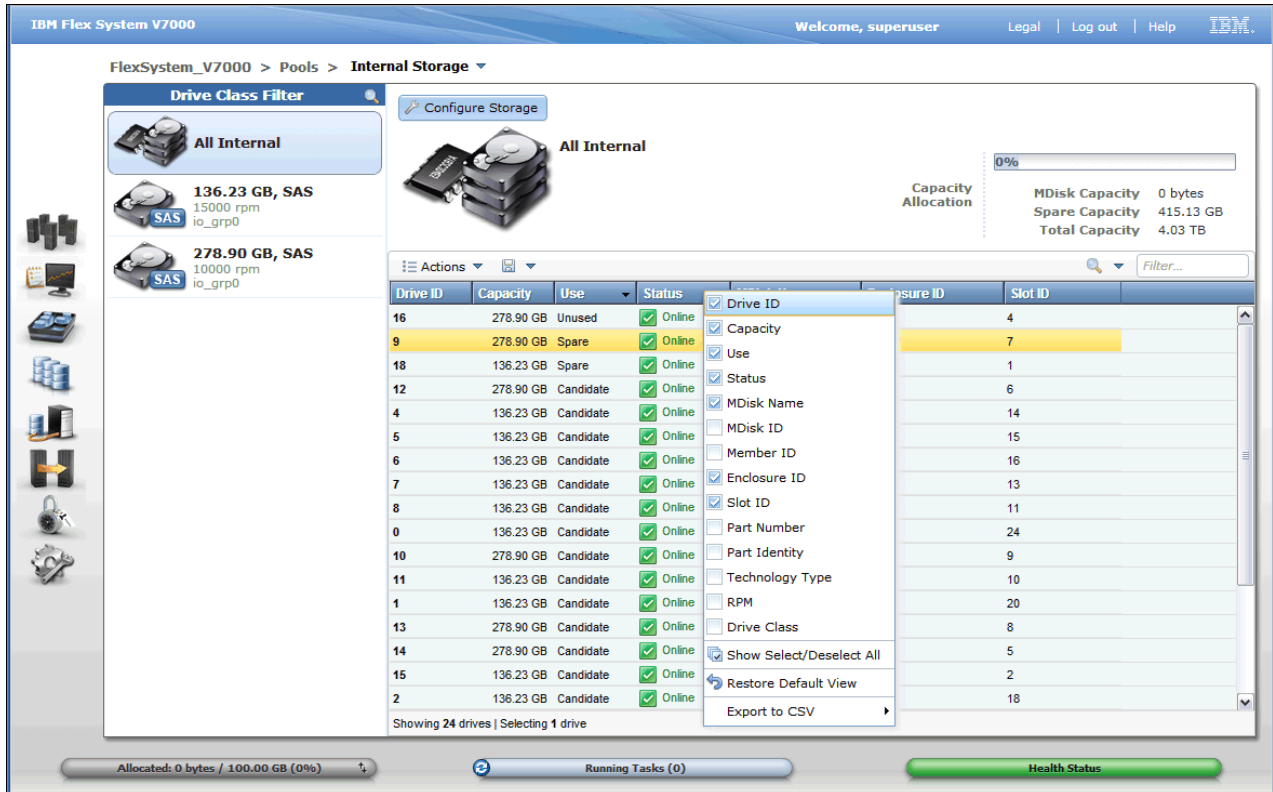 IBM Flex System V7000 Welcome, superuser Legal | Log out | Help IBM.
FlexSystem_V7000 > Pools > Internal Storage
Drive Class Filter
All Internal
136.23 GB, SAS
15000 rpm
io_grp0
SAS
278.90 GB, SAS
10000 rpm
io_grp0
SAS
Configure Storage
All Internal
Capacity Allocation
0%
MDisk Capacity 0 bytes
Spare Capacity 415.13 GB
Total Capacity 4.03 TB
Actions Filter...
Drive ID Capacity Use Status Slot ID
16 278.90 GB Unused Online 4
9 278.90 GB Spare Online 7
18 136.23 GB Spare Online 1
12 278.90 GB Candidate Online 6
4 136.23 GB Candidate Online 14
5 136.23 GB Candidate Online 15
6 136.23 GB Candidate Online 16
7 136.23 GB Candidate Online 13
8 136.23 GB Candidate Online 11
0 136.23 GB Candidate Online 24
10 278.90 GB Candidate Online 9
11 136.23 GB Candidate Online 10
1 136.23 GB Candidate Online 20
13 278.90 GB Candidate Online 8
14 278.90 GB Candidate Online 5
15 136.23 GB Candidate Online 2
2 136.23 GB Candidate Online 18
Drive ID
Capacity
Use
Status
MDisk Name
MDisk ID
Member ID
Enclosure ID
Slot ID
Part Number
Part Identity
Technology Type
RPM
Drive Class
Show Select/Deselect All
Restore Default View
Export to CSV
Showing 24 drives | Selecting 1 drive
Allocated: 0 bytes / 100.00 GB (0%) Running Tasks (0) Health Status